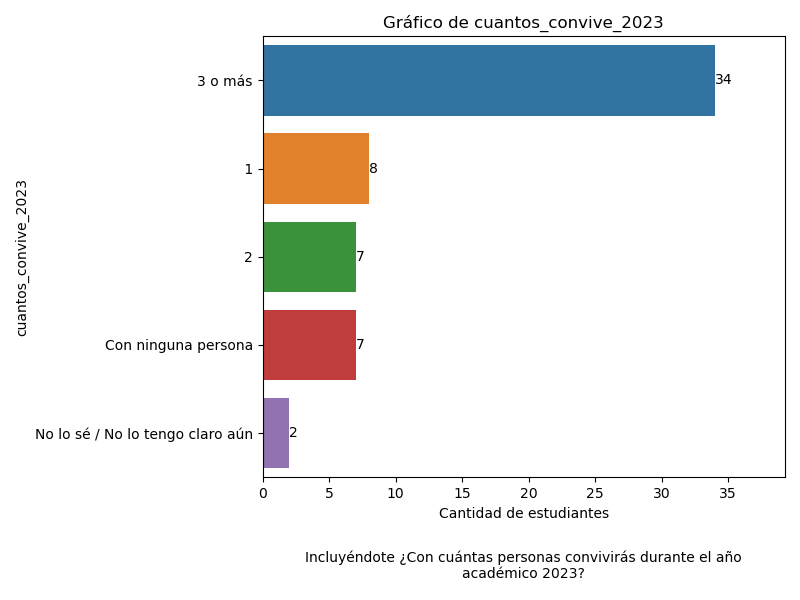 Gráfico de cuantos_convive_2023
cuantos_convive_2023
3 o más
34
1
8
2
7
Con ninguna persona
7
No lo sé / No lo tengo claro aún
2
0 5 10 15 20 25 30 35
Cantidad de estudiantes
Incluyéndote ¿Con cuántas personas convivirás durante el año
académico 2023?